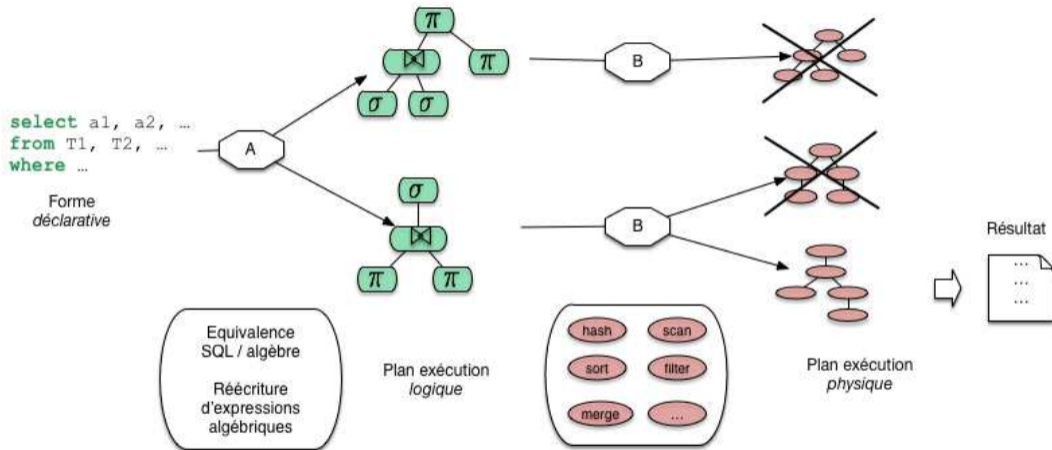 select a1, a2, …
from T1, T2, …
where …
Forme
déclarative
A
π
⋈
π
σ
σ
σ
⋈
π
π
B
B
Résultat
…
…
…
Equivalence
SQL / algèbre
Réécriture
d'expressions
algébriques
Plan exécution
logique
hash
scan
sort
filter
merge
…
Plan exécution
physique